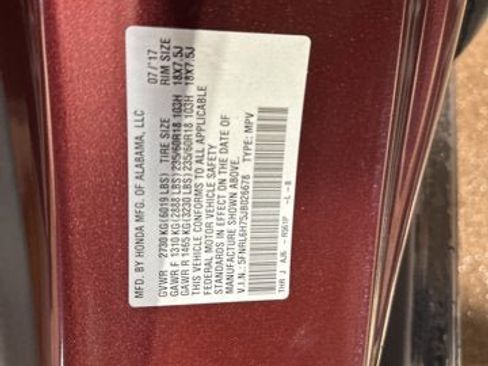 MFD. BY HONDA MFG. OF ALABAMA, LLC 07/'17
GVWR 2730 KG(6019 LBS) TIRE SIZE RIM SIZE
GAWR F 1310 KG(2888 LBS)235/60R18 103H 18X7.5J
GAWR R 1465 KG(3230 LBS)235/60R18 103H 18X7.5J
THIS VEHICLE CONFORMS TO ALL APPLICABLE
FEDERAL MOTOR VEHICLE SAFETY
STANDARDS IN EFFECT ON THE DATE OF
MANUFACTURE SHOWN ABOVE.
V.I.N.:5FNRL6H75JB026678 TYPE: MPV
THR J AJ6 - R561P -L -B